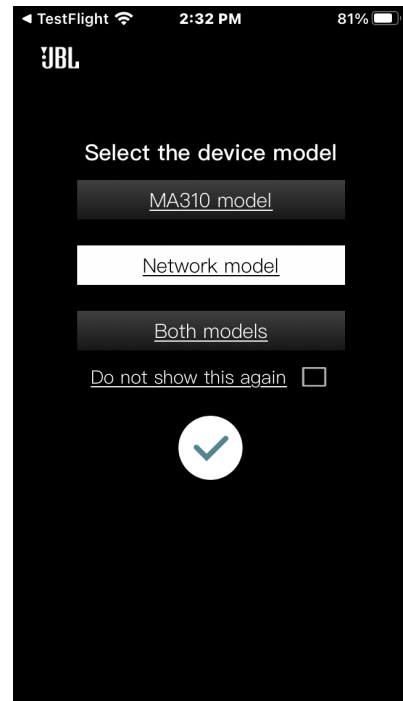 ◀ TestFlight 2:32 PM 81%
JBL
Select the device model
MA310 model
Network model
Both models
Do not show this again